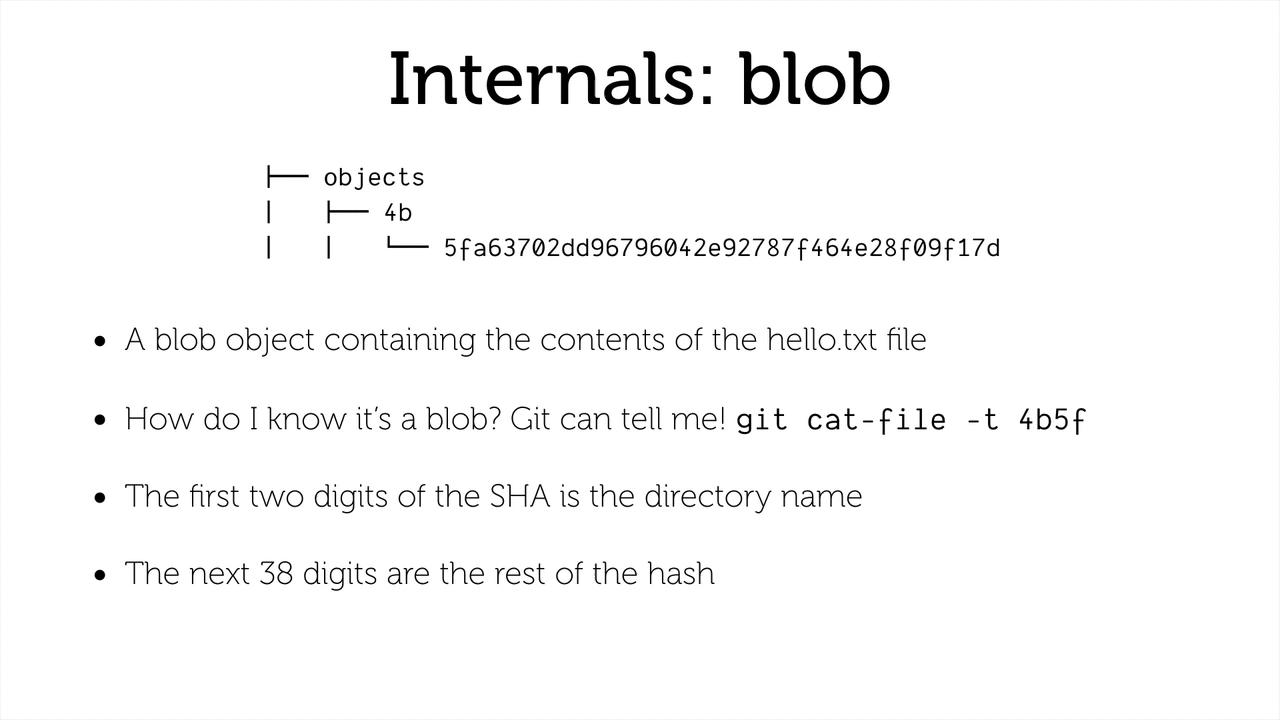 Internals: blob
├── objects
│   ├── 4b
│   │   └── 5fa63702dd96796042e92787f464e28f09f17d
• A blob object containing the contents of the hello.txt file
• How do I know it’s a blob? Git can tell me! git cat-file -t 4b5f
• The first two digits of the SHA is the directory name
• The next 38 digits are the rest of the hash